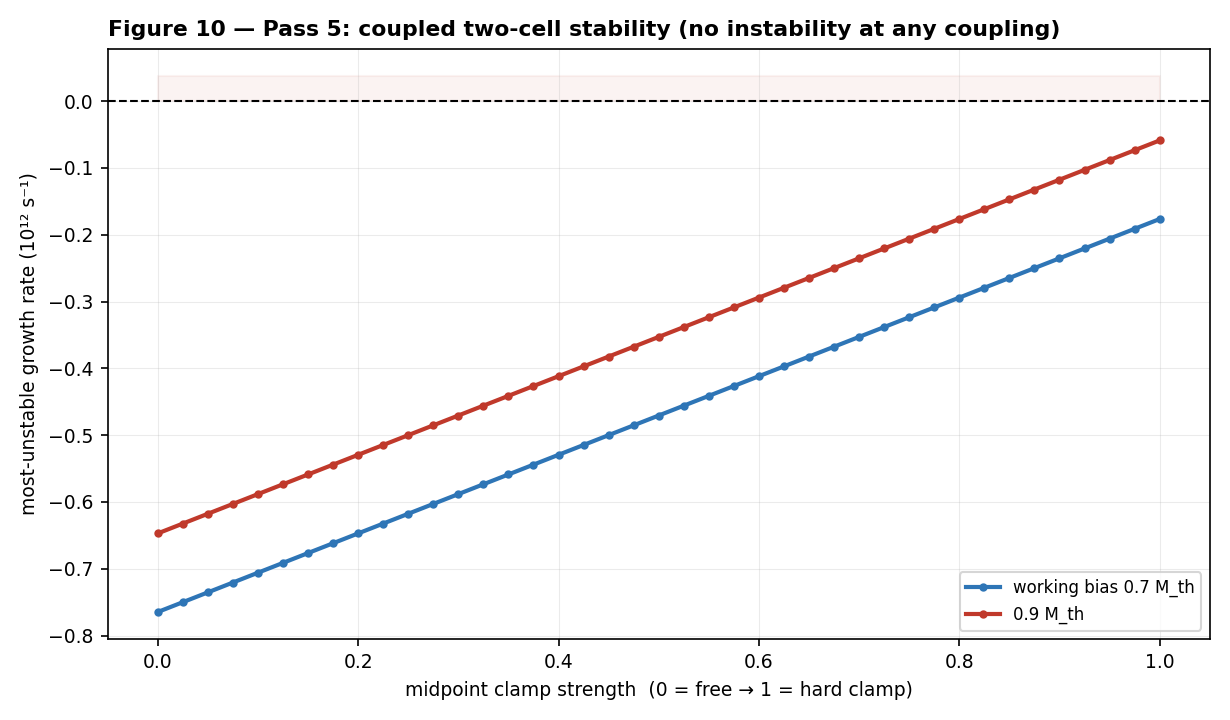 Figure 10 — Pass 5: coupled two-cell stability (no instability at any coupling)
most-unstable growth rate (10¹² s⁻¹)
0.0
−0.1
−0.2
−0.3
−0.4
−0.5
−0.6
−0.7
−0.8
working bias 0.7 M_th
0.9 M_th
0.0 0.2 0.4 0.6 0.8 1.0
midpoint clamp strength (0 = free → 1 = hard clamp)